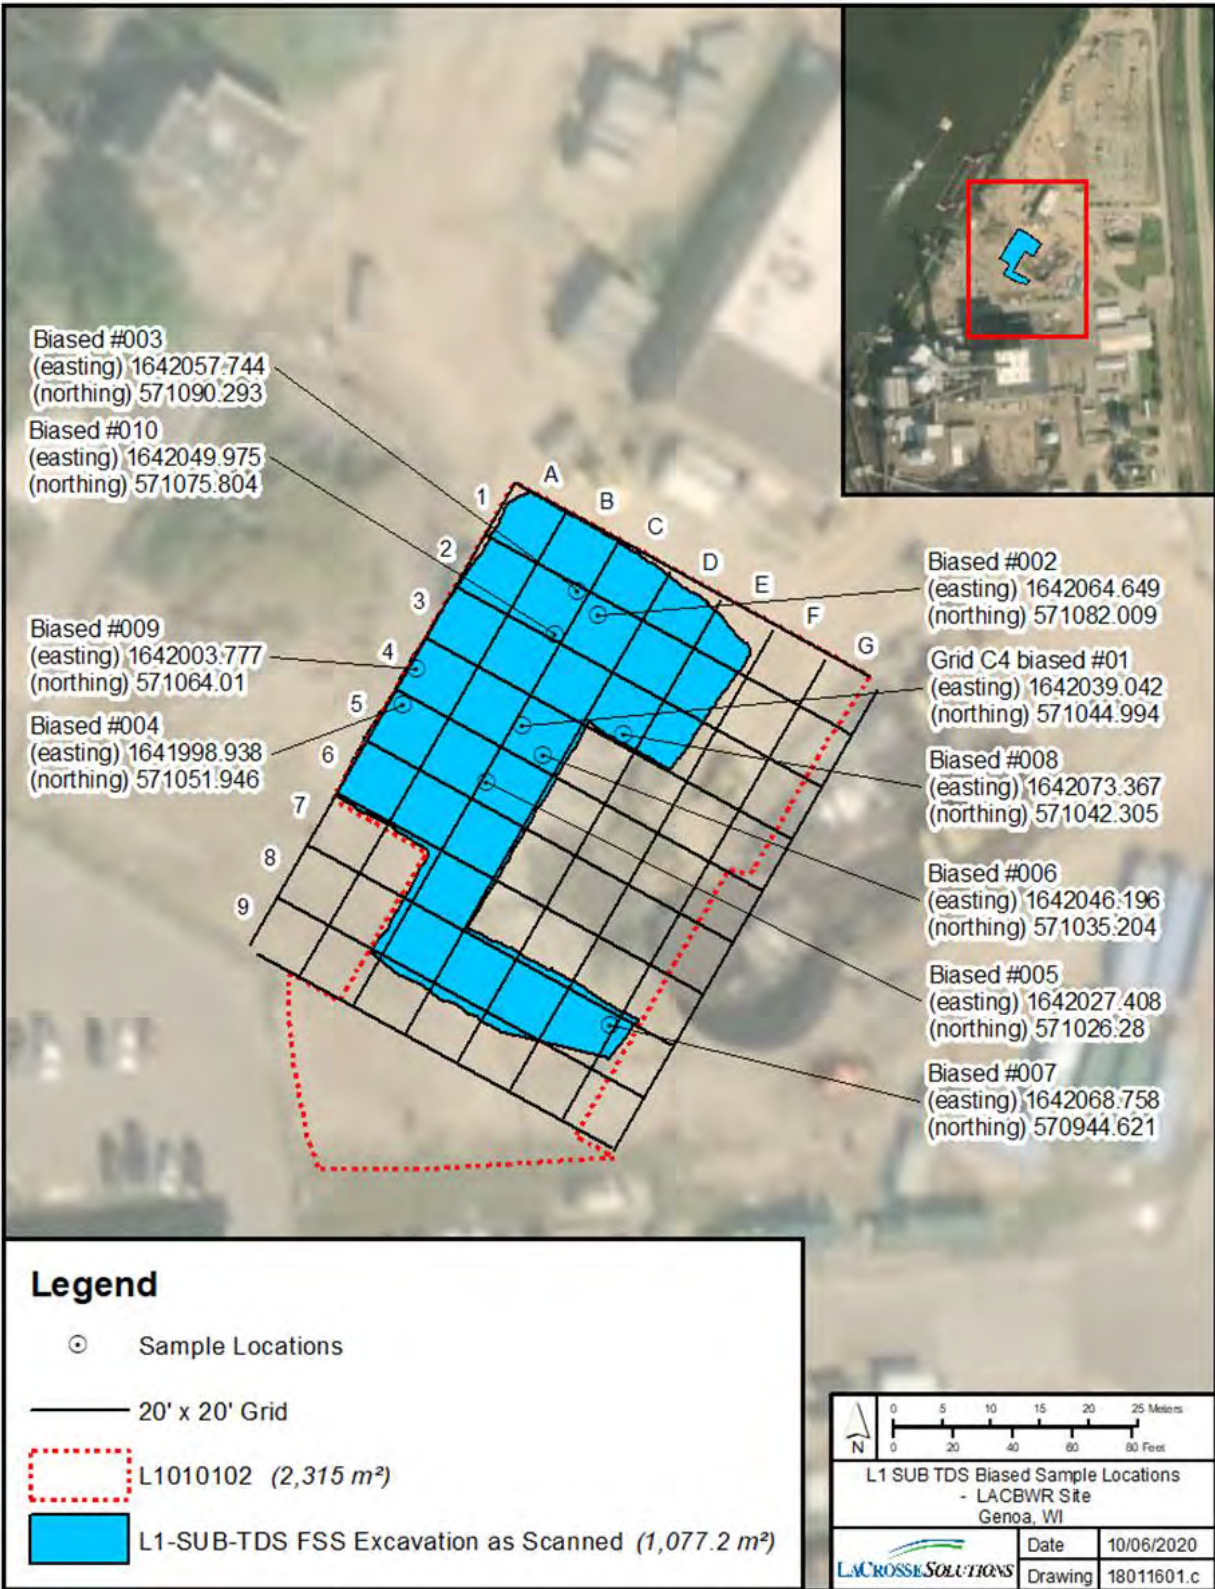 Biased #003
(easting) 1642057.744
(northing) 571090.293
Biased #010
(easting) 1642049.975
(northing) 571075.804
Biased #009
(easting) 1642003.777
(northing) 571064.01
Biased #004
(easting) 1641998.938
(northing) 571051.946
A
B
C
D
E
F
G
1
2
3
4
5
6
7
8
9
Biased #002
(easting) 1642064.649
(northing) 571082.009
Grid C4 biased #01
(easting) 1642039.042
(northing) 571044.994
Biased #008
(easting) 1642073.367
(northing) 571042.305
Biased #006
(easting) 1642046.196
(northing) 571035.204
Biased #005
(easting) 1642027.408
(northing) 571026.28
Biased #007
(easting) 1642068.758
(northing) 570944.621
Legend
Sample Locations
20' x 20' Grid
L1010102 (2,315 m²)
L1-SUB-TDS FSS Excavation as Scanned (1,077.2 m²)
N
0 5 10 15 20 25 Meters
0 20 40 60 80 Feet
L1 SUB TDS Biased Sample Locations
- LACBWR Site
Genoa, WI
LACROSSESOLUTIONS
Date 10/06/2020
Drawing 18011601.c